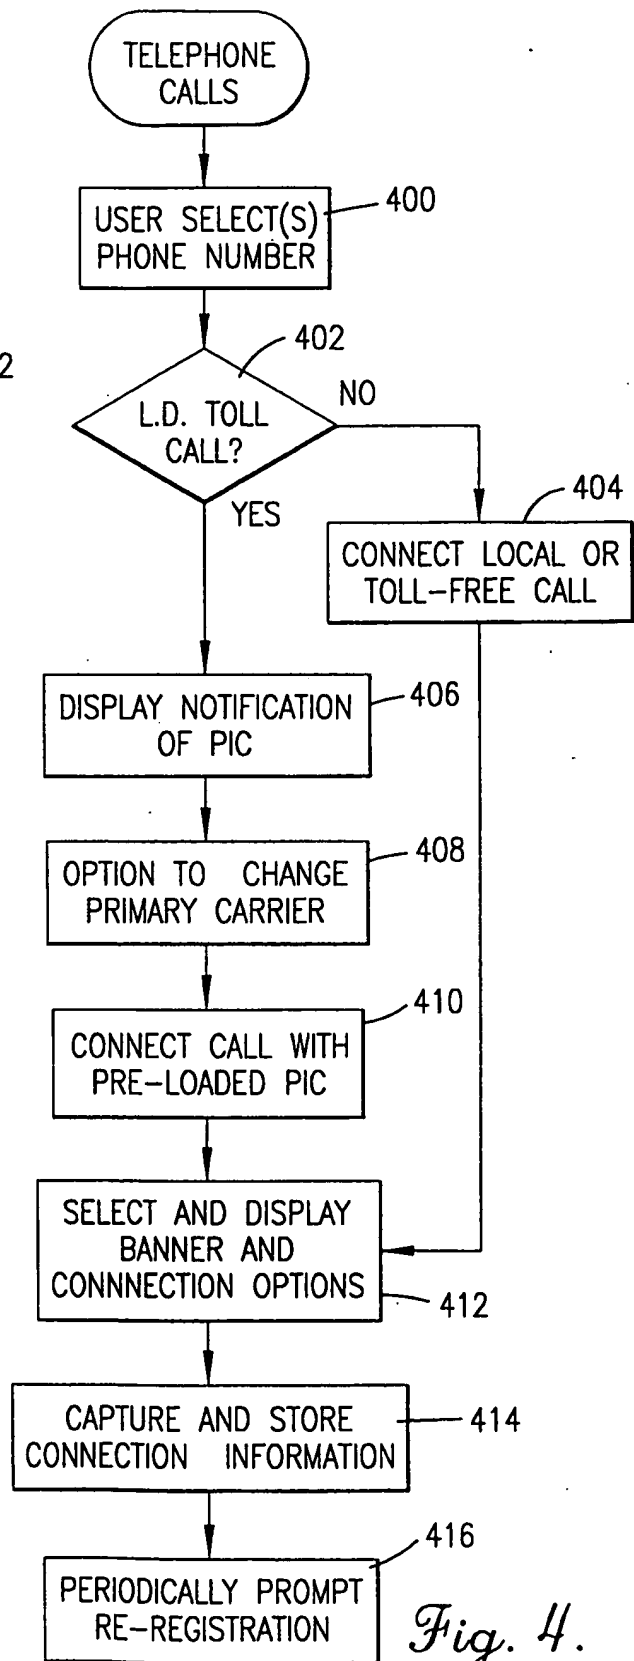 TELEPHONE
CALLS
USER SELECT(S)
PHONE NUMBER
400
2
402
L.D. TOLL
CALL?
NO
YES
404
CONNECT LOCAL OR
TOLL-FREE CALL
DISPLAY NOTIFICATION
OF PIC
406
OPTION TO CHANGE
PRIMARY CARRIER
408
CONNECT CALL WITH
PRE-LOADED PIC
410
SELECT AND DISPLAY
BANNER AND
CONNNECTION OPTIONS
412
CAPTURE AND STORE
CONNECTION INFORMATION
414
PERIODICALLY PROMPT
RE-REGISTRATION
416
Fig. 4.